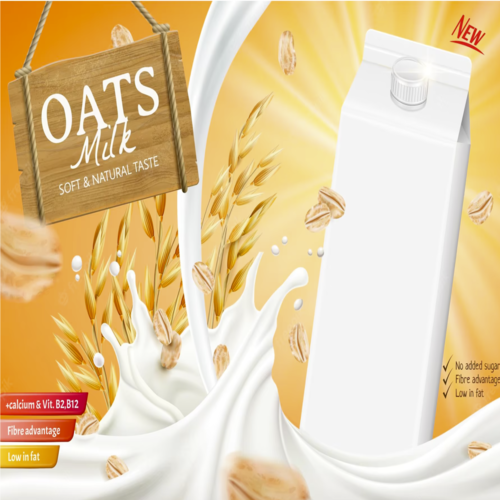 NEW
OATS
Milk
SOFT & NATURAL TASTE
No added sugar
Fibre advantage
Low in fat
+calcium & Vit. B2,B12
Fibre advantage
Low in fat